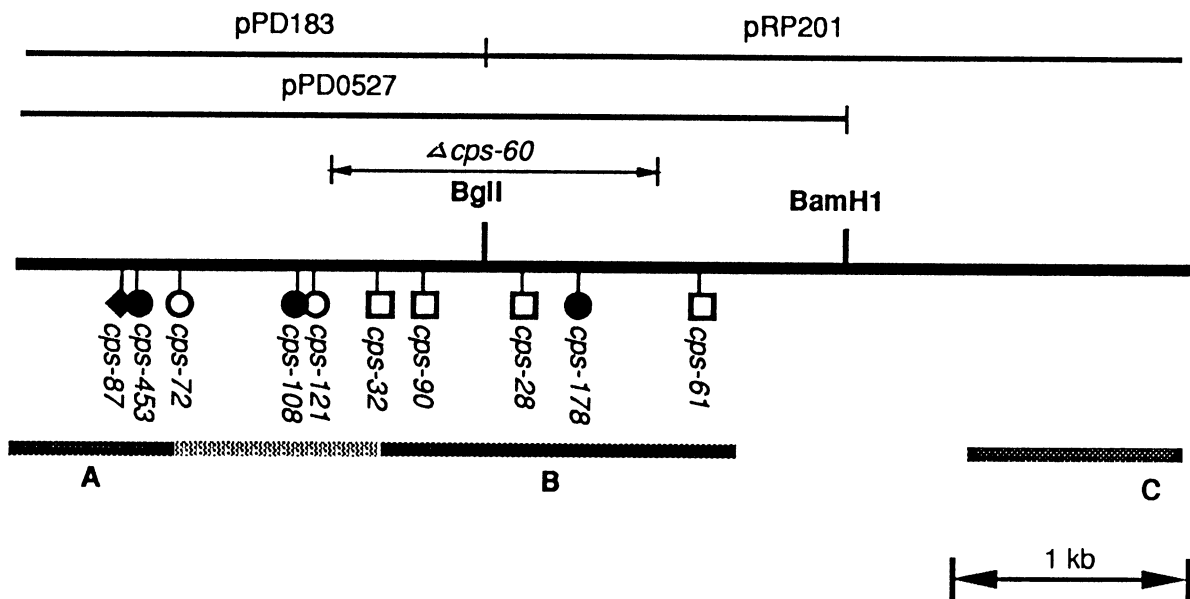 pPD183
pRP201
pPD0527
Δcps-60
BglI
BamH1
cps-87
cps-453
cps-72
cps-108
cps-121
cps-32
cps-90
cps-28
cps-178
cps-61
A
B
C
1 kb